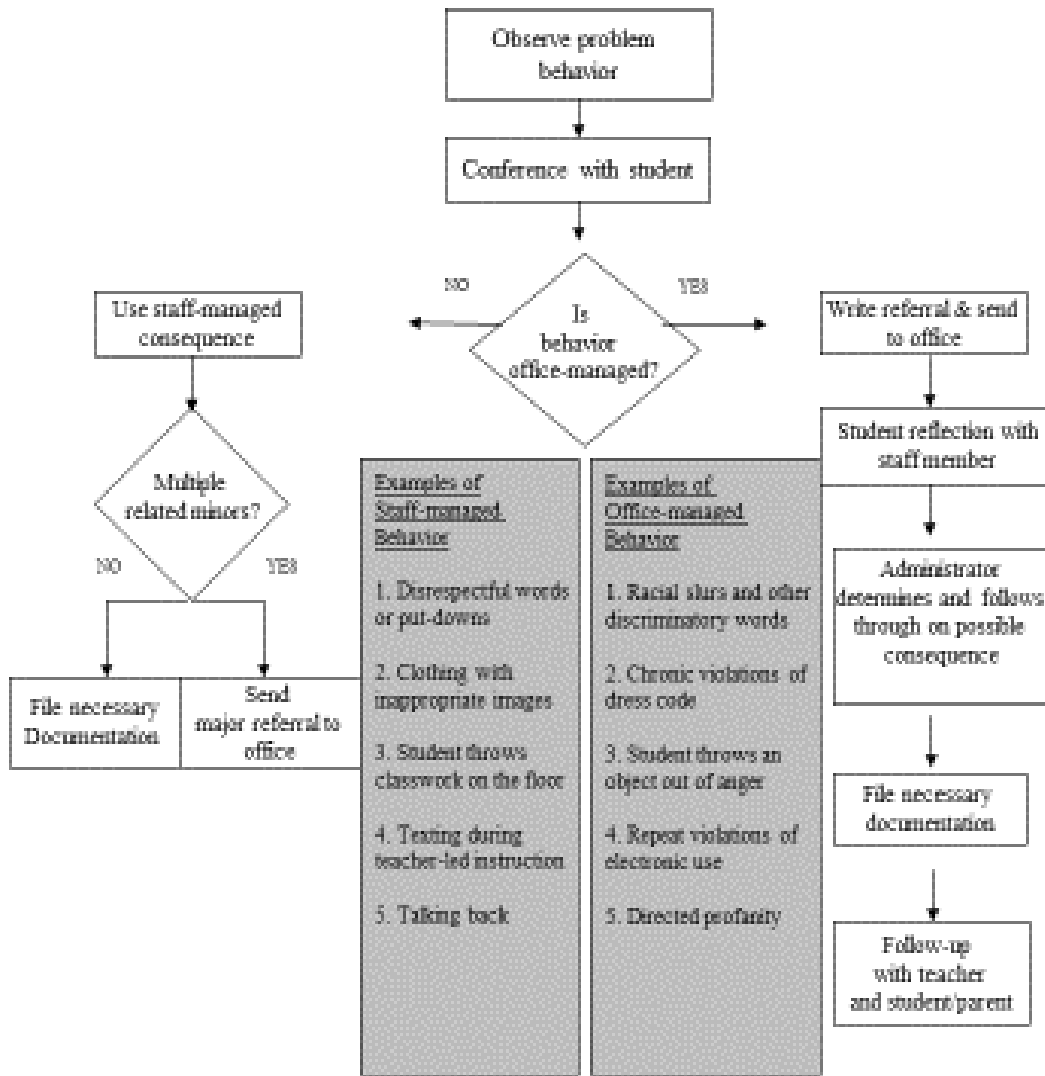 Observe problem
behavior
Conference with student
NO
YES
Is
behavior
office-managed?
Use staff-managed
consequence
Multiple
related minors?
NO
YES
File necessary
Documentation
Send
major referral to
office
Examples of
Staff-managed
Behavior
1. Disrespectful words
or put-downs
2. Clothing with
inappropriate images
3. Student throws
classwork on the floor
4. Texting during
teacher-led instruction
5. Talking back
Examples of
Office-managed
Behavior
1. Racial slurs and other
discriminatory words
2. Chronic violations of
dress code
3. Student throws an
object out of anger
4. Repeat violations of
electronic use
5. Directed profanity
Write referral & send
to office
Student reflection with
staff member
Administrator
determines and follows
through on possible
consequence
File necessary
documentation
Follow-up
with teacher
and student/parent